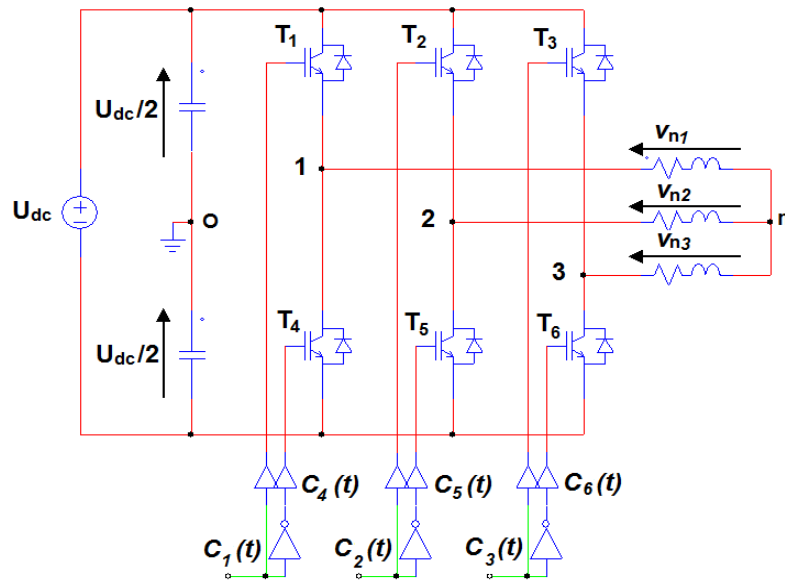 T1 T2 T3
Udc/2
vn1
1
Udc
o
vn2
2
n
vn3
3
T4 T5 T6
Udc/2
C4(t) C5(t) C6(t)
C1(t) C2(t) C3(t)